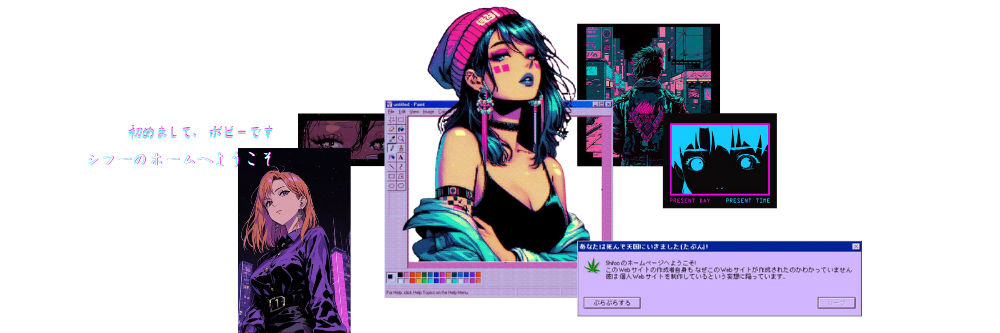 初めまして、ボビーです
シフーのホームへようこそ
untitled - Paint
File Edit View Image
For Help, click Help Topics on the Help Menu.
PRESENT DAY PRESENT TIME
あなたは死んで天国にいきました(たぶん)!
Shifooのホームページへようこそ!
このWebサイトの作成者自身も なぜこのWebサイトが作成されたのかわかっていません
彼は 個人Webサイトを制作しているという妄想に陥っています。
ぶらぶらする